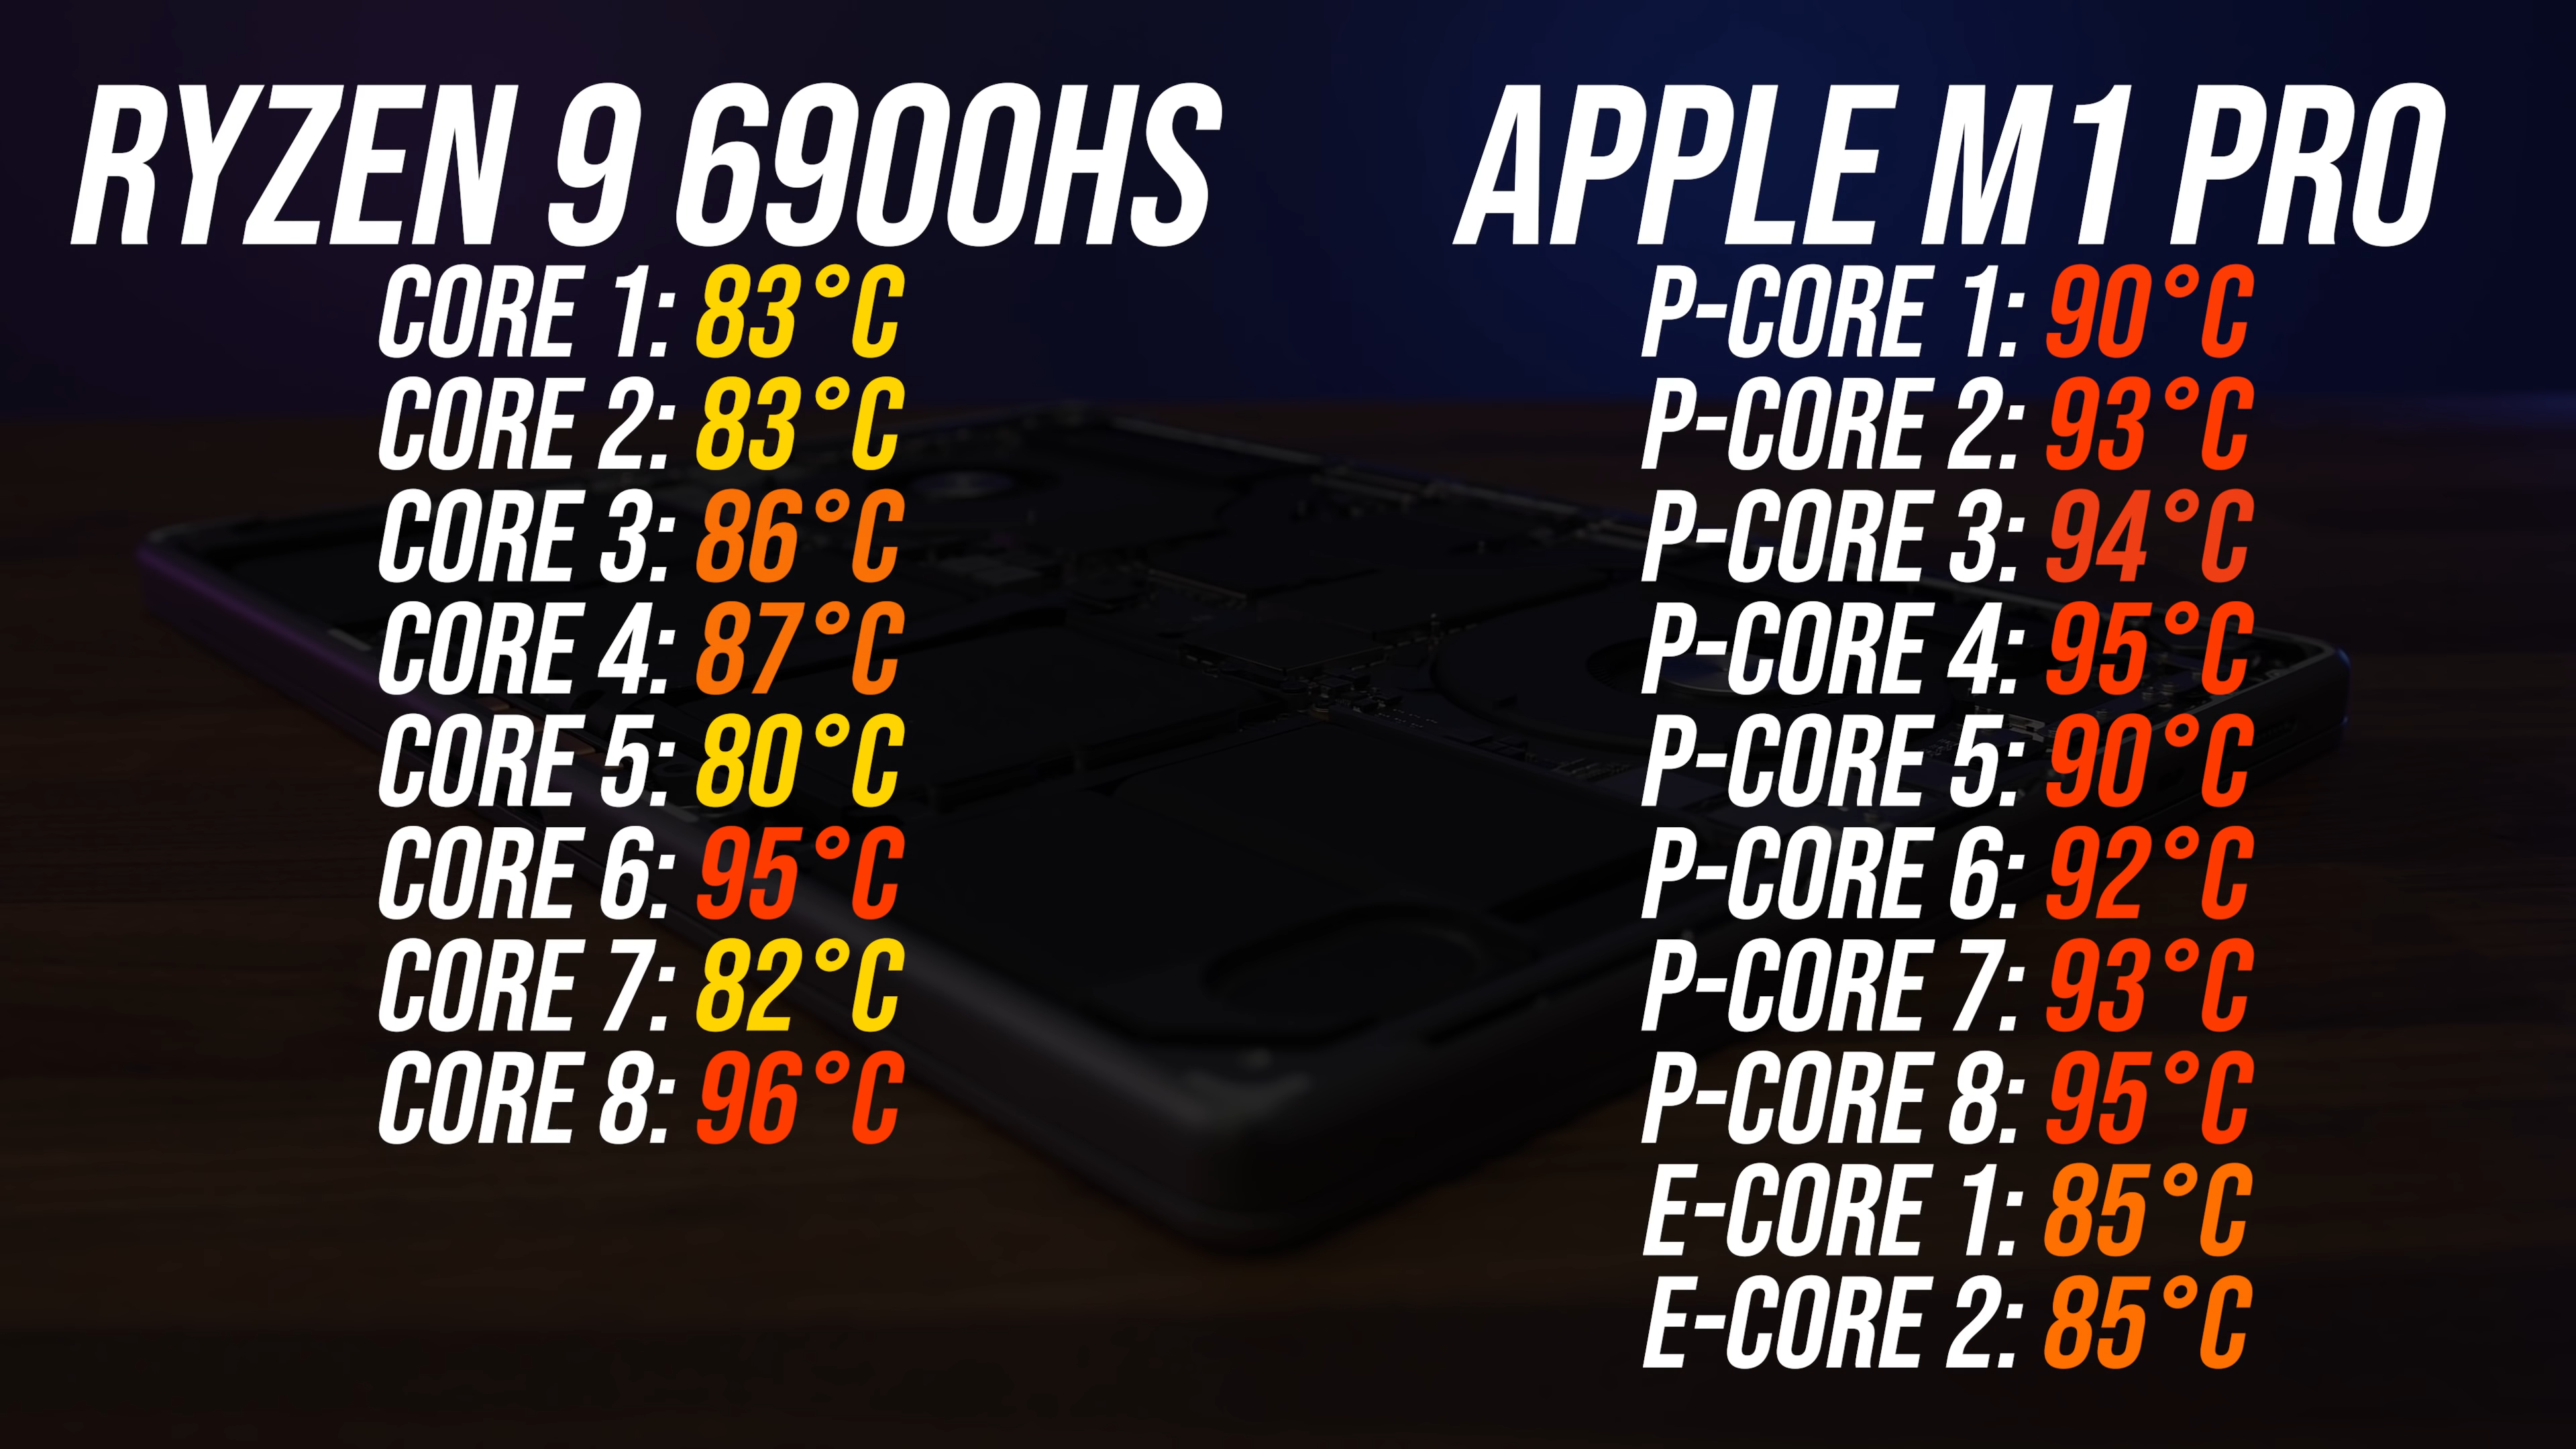 RYZEN 9 6900HS
CORE 1: 83°C
CORE 2: 83°C
CORE 3: 86°C
CORE 4: 87°C
CORE 5: 80°C
CORE 6: 95°C
CORE 7: 82°C
CORE 8: 96°C
APPLE M1 PRO
P-CORE 1: 90°C
P-CORE 2: 93°C
P-CORE 3: 94°C
P-CORE 4: 95°C
P-CORE 5: 90°C
P-CORE 6: 92°C
P-CORE 7: 93°C
P-CORE 8: 95°C
E-CORE 1: 85°C
E-CORE 2: 85°C